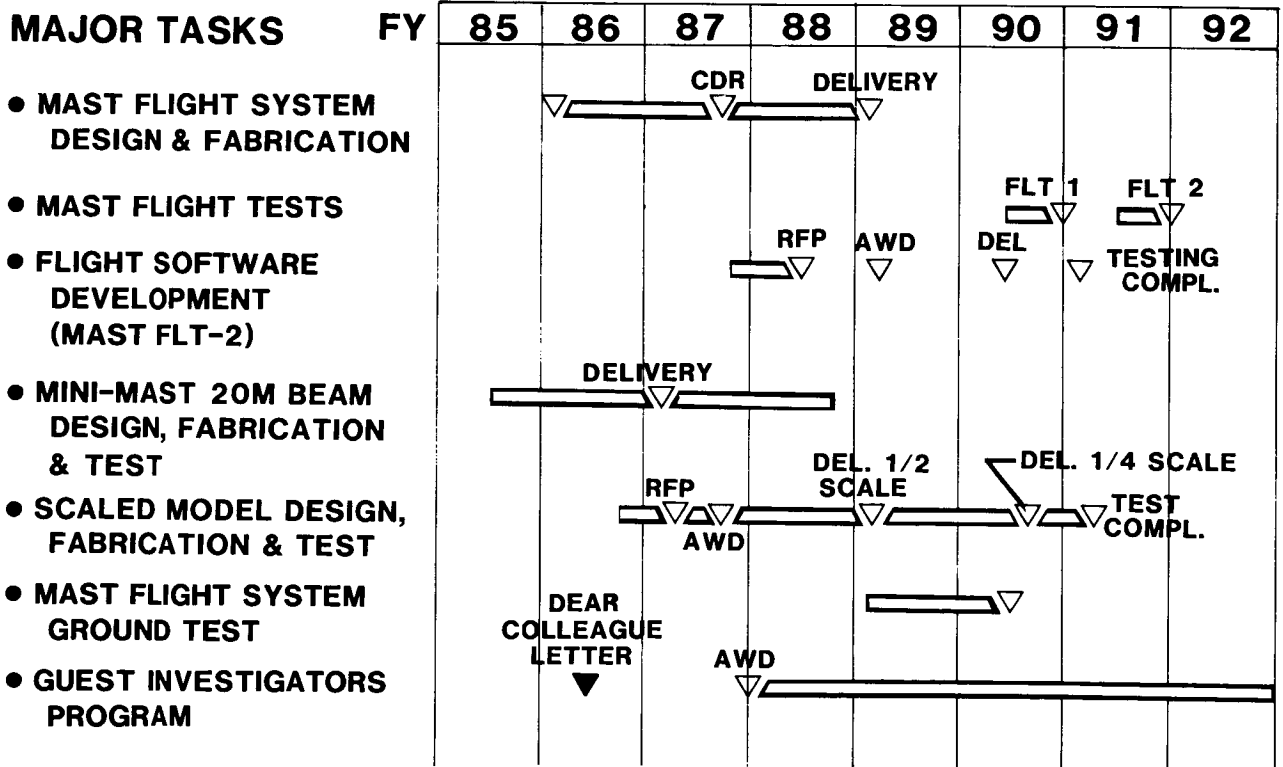 MAJOR TASKS FY 85 86 87 88 89 90 91 92
CDR DELIVERY
• MAST FLIGHT SYSTEM
DESIGN & FABRICATION
FLT 1 FLT 2
• MAST FLIGHT TESTS
RFP AWD DEL
• FLIGHT SOFTWARE
TESTING
COMPL.
DEVELOPMENT
(MAST FLT-2)
DELIVERY
• MINI-MAST 20M BEAM
DESIGN, FABRICATION
& TEST
DEL. 1/2
SCALE
DEL. 1/4 SCALE
RFP
• SCALED MODEL DESIGN,
FABRICATION & TEST
AWD
TEST
COMPL.
• MAST FLIGHT SYSTEM
GROUND TEST
DEAR
COLLEAGUE
LETTER
AWD
• GUEST INVESTIGATORS
PROGRAM